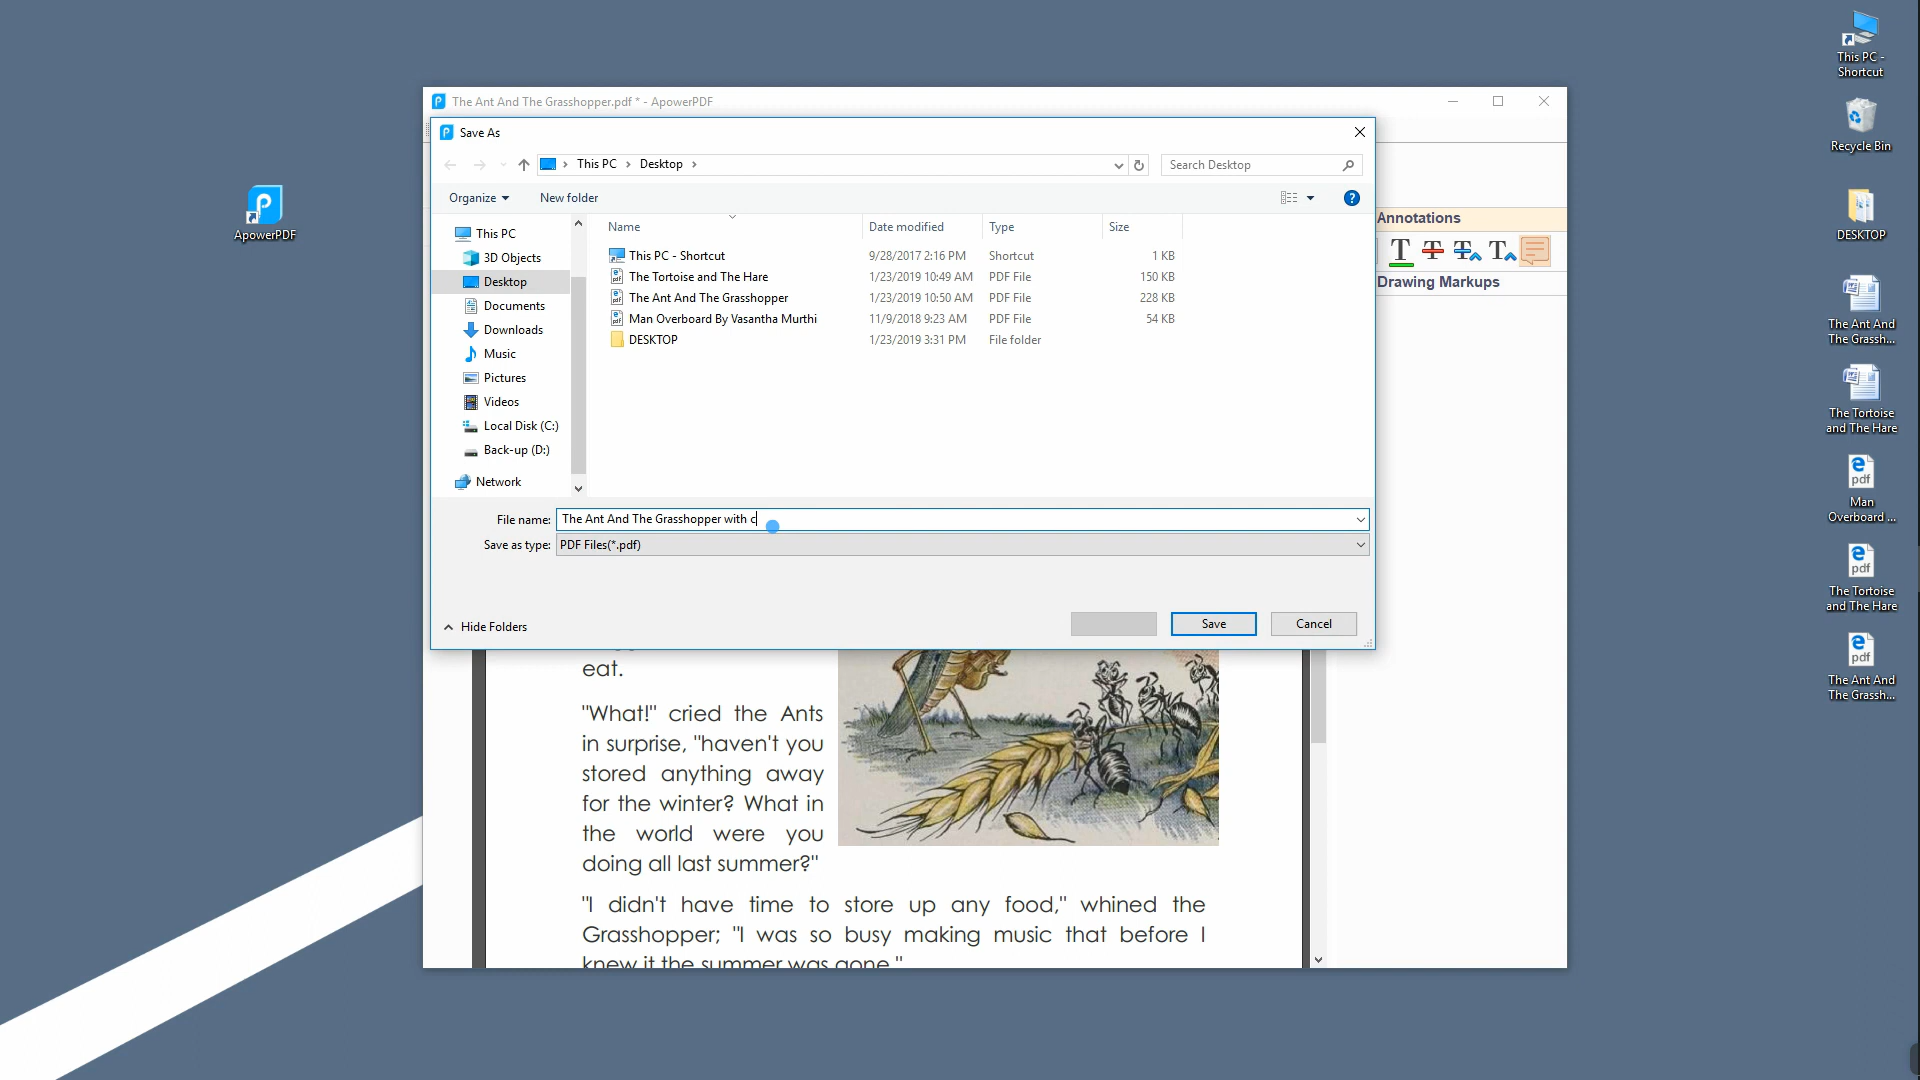 This PC -
Shortcut
Recycle Bin
ApowerPDF
DESKTOP
The Ant And
The Grassh...
The Tortoise
and The Hare
Man
Overboard ...
The Tortoise
and The Hare
The Ant And
The Grassh...
The Ant And The Grasshopper.pdf * - ApowerPDF
Save As
This PC > Desktop >
Search Desktop
Organize
New folder
This PC
3D Objects
Desktop
Documents
Downloads
Music
Pictures
Videos
Local Disk (C:)
Back-up (D:)
Network
Name Date modified Type Size
This PC - Shortcut 9/28/2017 2:16 PM Shortcut 1 KB
The Tortoise and The Hare 1/23/2019 10:49 AM PDF File 150 KB
The Ant And The Grasshopper 1/23/2019 10:50 AM PDF File 228 KB
Man Overboard By Vasantha Murthi 11/9/2018 9:23 AM PDF File 54 KB
DESKTOP 1/23/2019 3:31 PM File folder
File name: The Ant And The Grasshopper with c
Save as type: PDF Files(*.pdf)
Hide Folders
Save
Cancel
Annotations
T T T T
Drawing Markups
eat.
"What!" cried the Ants
in surprise, "haven't you
stored anything away
for the winter? What in
the world were you
doing all last summer?"
"I didn't have time to store up any food," whined the
Grasshopper; "I was so busy making music that before I
knew it the summer was gone."